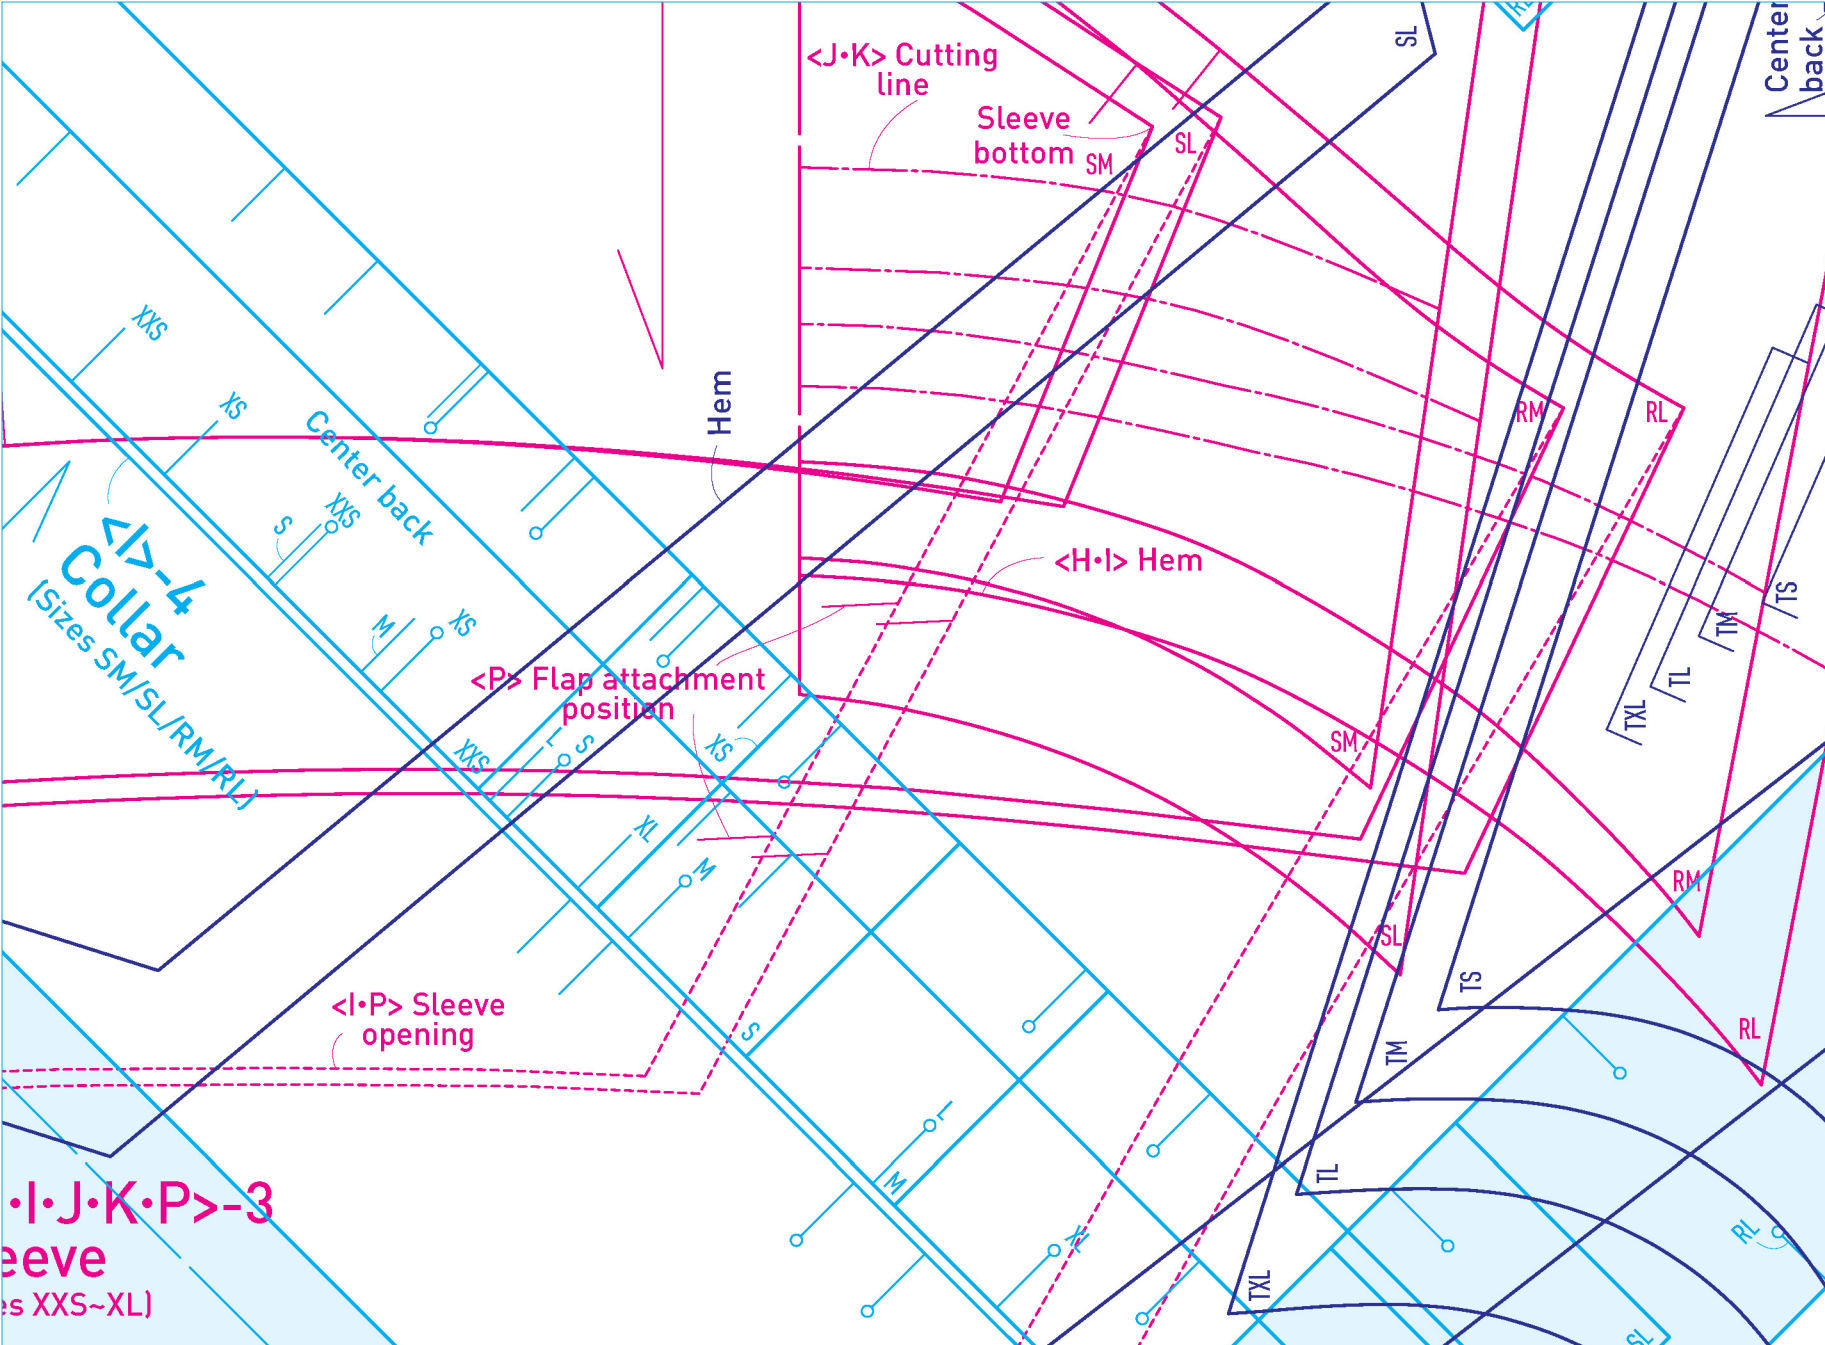 <J•K> Cutting
line
Sleeve
bottom
SM
SL
SL
Center
back
XXS
XS
Center back
Hem
RM
RL
S
XXS
<I>-4
Collar
(Sizes SM/SL/RM/RL)
M
XS
<H•I> Hem
<P> Flap attachment
position
TS
TM
TL
TXL
XXS
L
S
XS
SM
XL
M
RM
SL
<I•P> Sleeve
opening
S
TS
TM
RL
L
M
TL
XL
TXL
RL
SL
•I•J•K•P>-3
eeve
es XXS~XL)